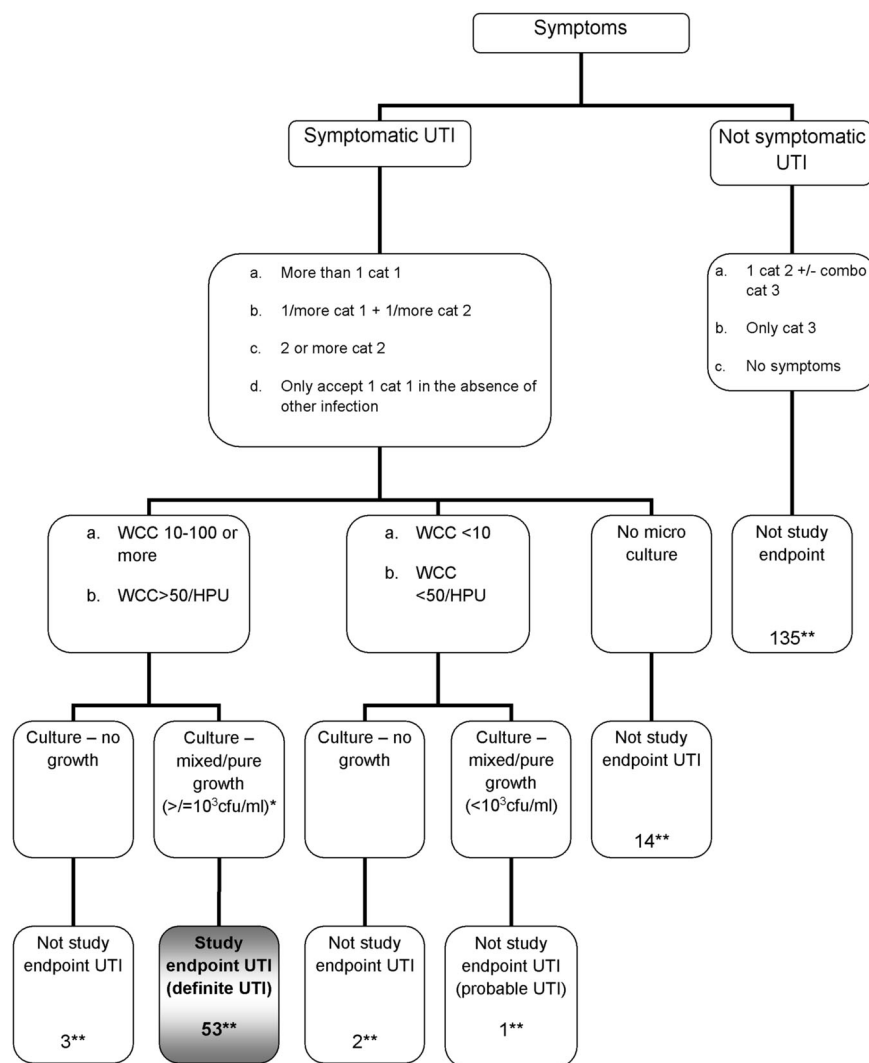 Symptoms
Symptomatic UTI
Not symptomatic
UTI
a. More than 1 cat 1
b. 1/more cat 1 + 1/more cat 2
c. 2 or more cat 2
d. Only accept 1 cat 1 in the absence of
other infection
a. 1 cat 2 +/- combo
cat 3
b. Only cat 3
c. No symptoms
a. WCC 10-100 or
more
b. WCC>50/HPU
a. WCC <10
b. WCC
<50/HPU
No micro
culture
Not study
endpoint
135**
Culture – no
growth
Culture –
mixed/pure
growth
(>/=10³cfu/ml)*
Culture – no
growth
Culture –
mixed/pure
growth
(<10³cfu/ml)
Not study
endpoint UTI
14**
Not study
endpoint UTI
3**
Study
endpoint UTI
(definite UTI)
53**
Not study
endpoint UTI
2**
Not study
endpoint UTI
(probable UTI)
1**